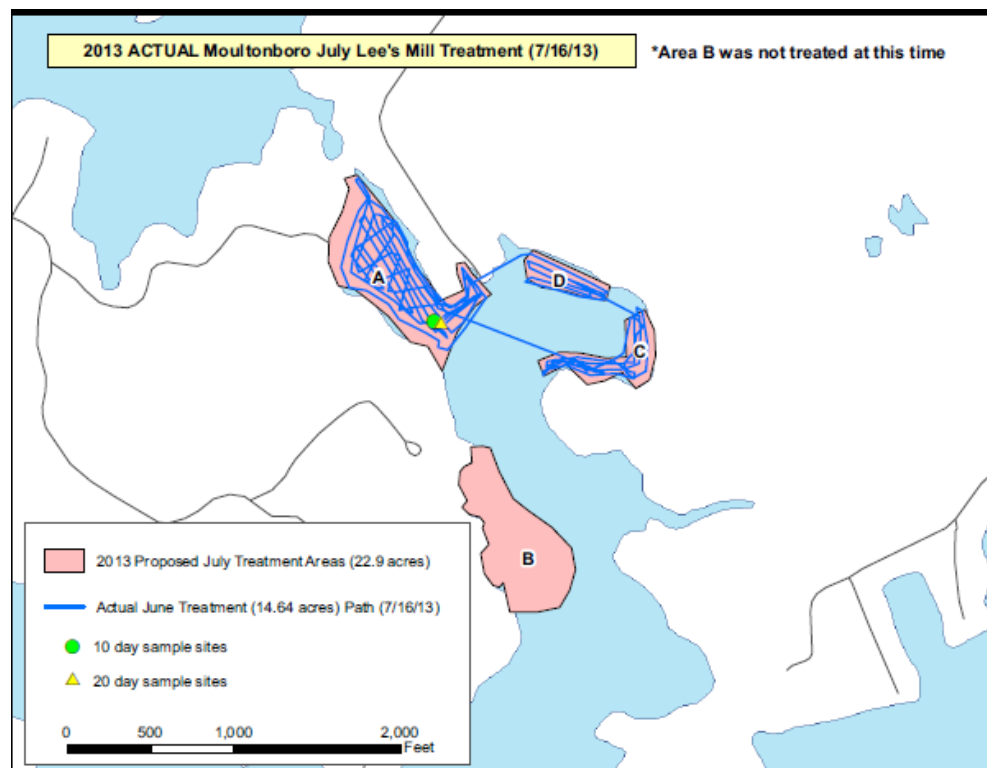 2013 ACTUAL Moultonboro July Lee's Mill Treatment (7/16/13)
*Area B was not treated at this time
A
D
C
B
2013 Proposed July Treatment Areas (22.9 acres)
Actual June Treatment (14.64 acres) Path (7/16/13)
10 day sample sites
20 day sample sites
0 500 1,000 2,000
Feet